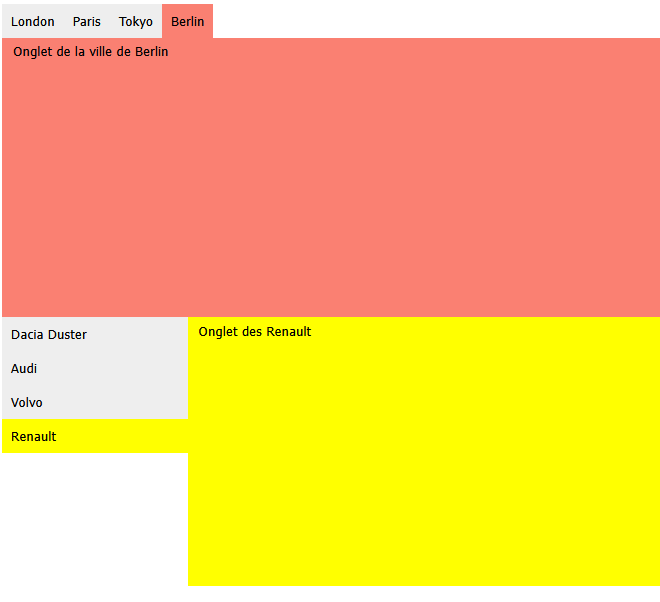 London Paris Tokyo Berlin
Onglet de la ville de Berlin
Dacia Duster
Audi
Volvo
Renault
Onglet des Renault